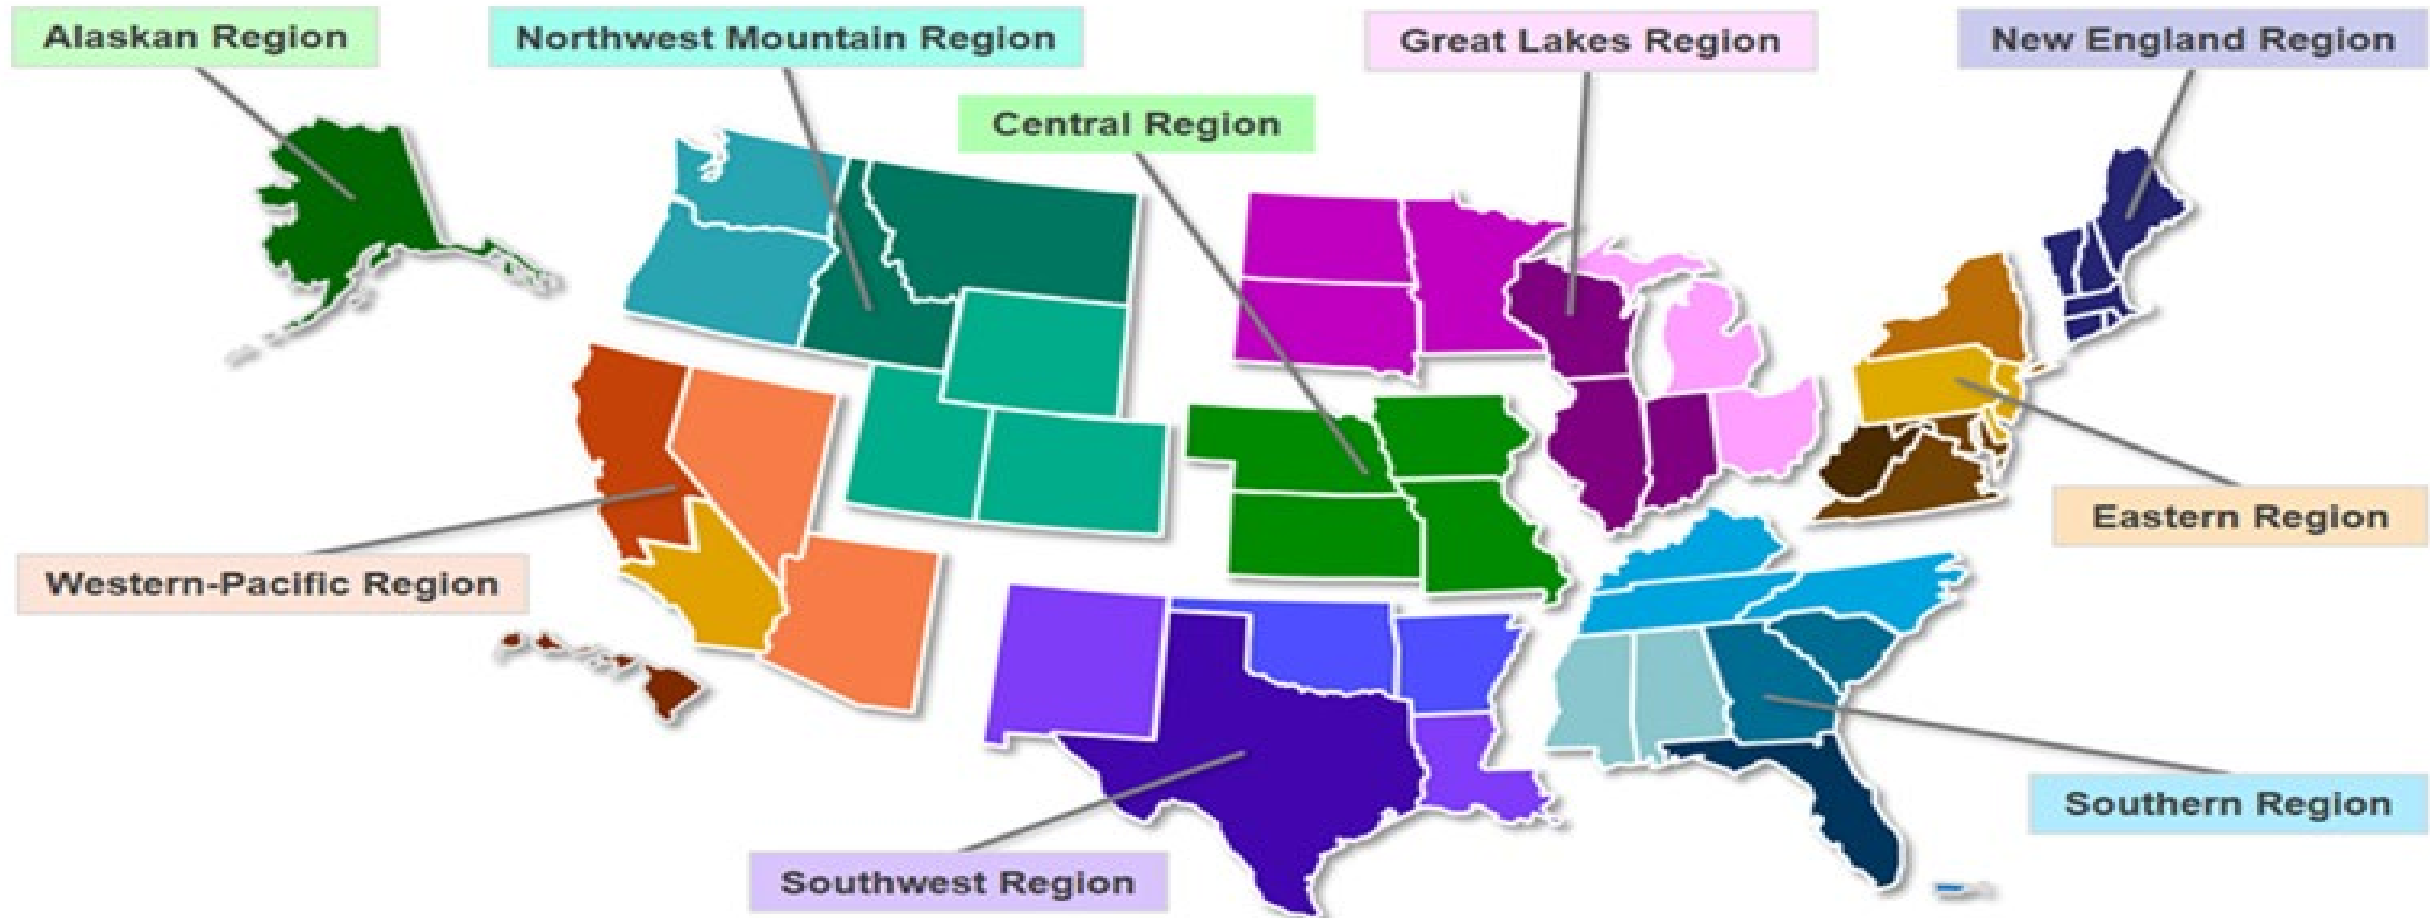 Alaskan Region
Northwest Mountain Region
Great Lakes Region
New England Region
Central Region
Eastern Region
Western-Pacific Region
Southern Region
Southwest Region